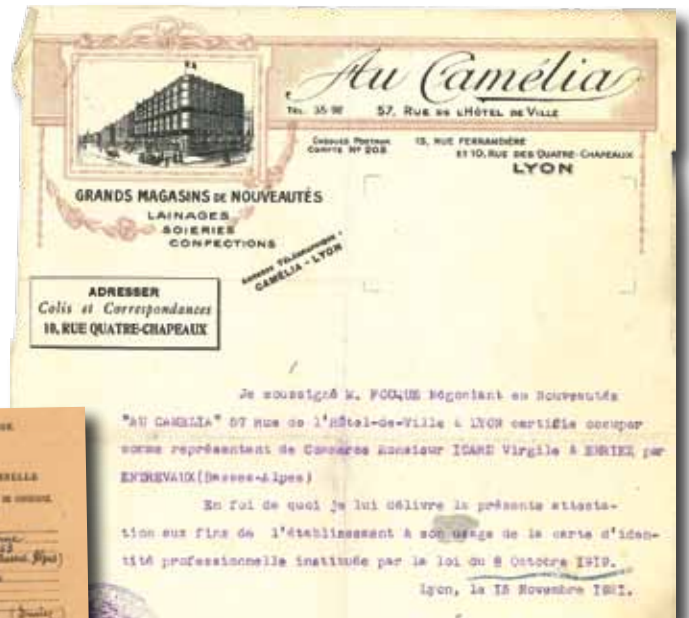 Au Camélia
TEL. 35-98 57, RUE DE L'HÔTEL DE VILLE
CHEQUES POSTAUX 13, RUE FERRANDIÈRE
COMPTE Nº 208 ET 10, RUE DES QUATRE-CHAPEAUX
LYON
GRANDS MAGASINS DE NOUVEAUTÉS
LAINAGES
SOIERIES
CONFECTIONS
ADRESSE TÉLÉGRAPHIQUE :
CAMÉLIA - LYON
ADRESSER
Colis et Correspondances
10, RUE QUATRE-CHAPEAUX
Je soussigné M. Négociant en Nouveautés
"AU CAMELIA" 57 Rue de l'Hôtel-de-Ville à LYON certifie occuper
comme représentant de Commerce Monsieur ICARD Virgile à ENRIEZ par
ENTREVAUX (Basses-Alpes)
En foi de quoi je lui délivre la présente attesta-
tion aux fins de l'établissement à son usage de la carte d'iden-
tité professionnelle instituée par la loi du 8 Octobre 1919.
Lyon, le 15 Novembre 1921.